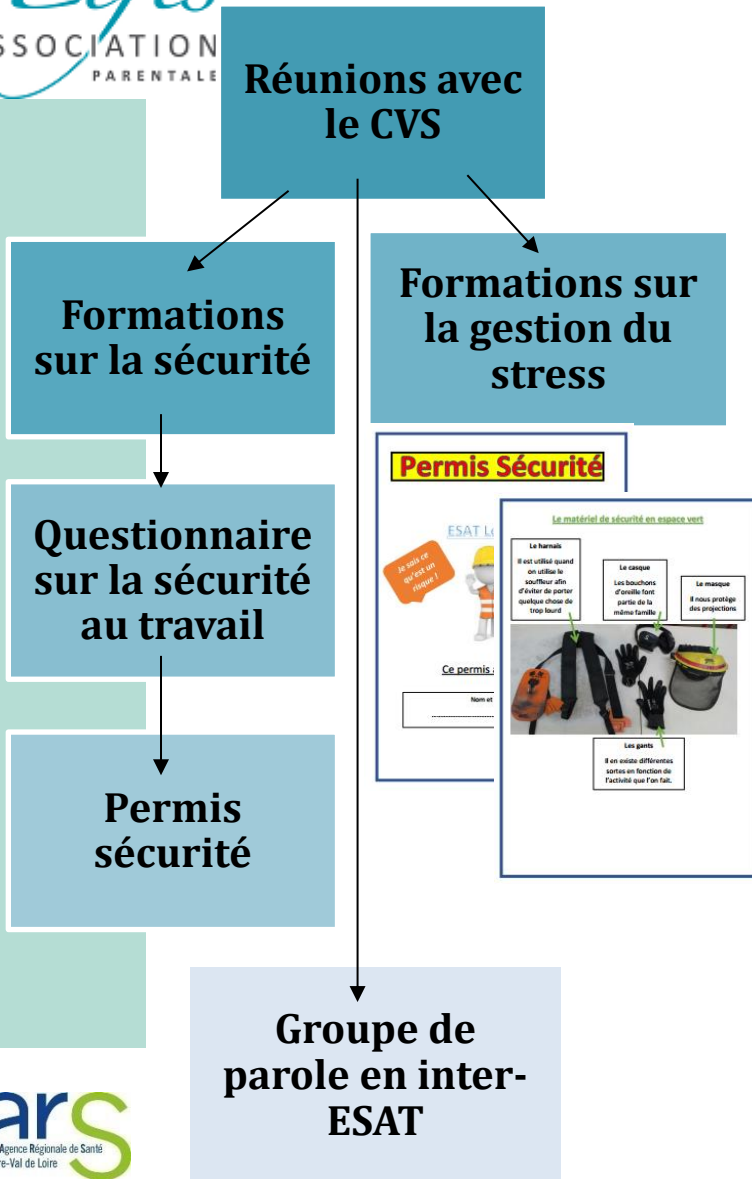 ASSOCIATION
PARENTALE
Réunions avec
le CVS
Formations
sur la sécurité
Formations sur
la gestion du
stress
Questionnaire
sur la sécurité
au travail
Permis
sécurité
Permis Sécurité
ESAT
Je sais ce
qu'est un
risque !
Ce permis
Nom et
Le matériel de sécurité en espace vert
Le harnais
Il est utilisé quand
on utilise le
souffleur afin
d'éviter de porter
quelque chose de
trop lourd
Le casque
Les bouchons
d'oreille font
partie de la
même famille
Le masque
Il nous protège
des projections
Les gants
Il en existe différentes
sortes en fonction de
l'activité que l'on fait.
Groupe de
parole en inter-
ESAT
ars
Agence Régionale de Santé
re-Val de Loire